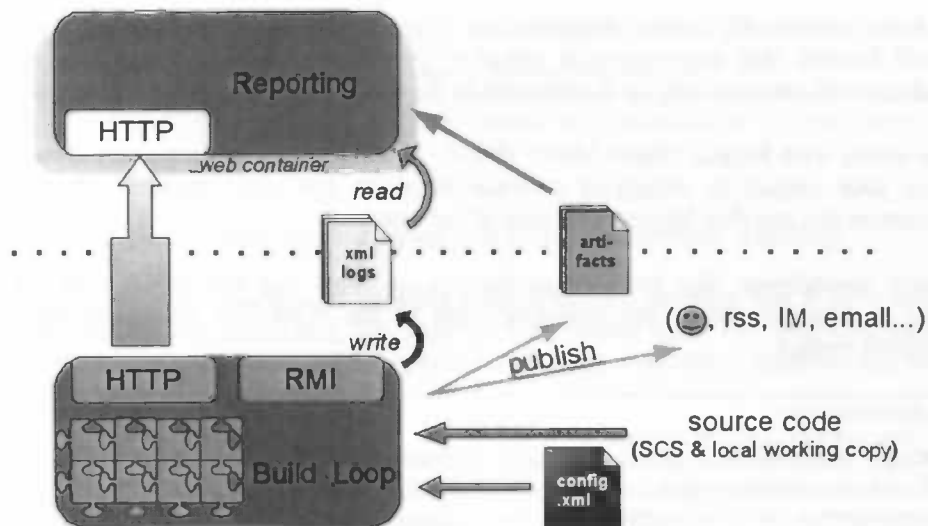 Reporting
HTTP
web container
read
xml
logs
arti-
facts
(😊, rss, IM, email...)
write
publish
HTTP
RMI
source code
(SCS & local working copy)
Build Loop
config
.xml